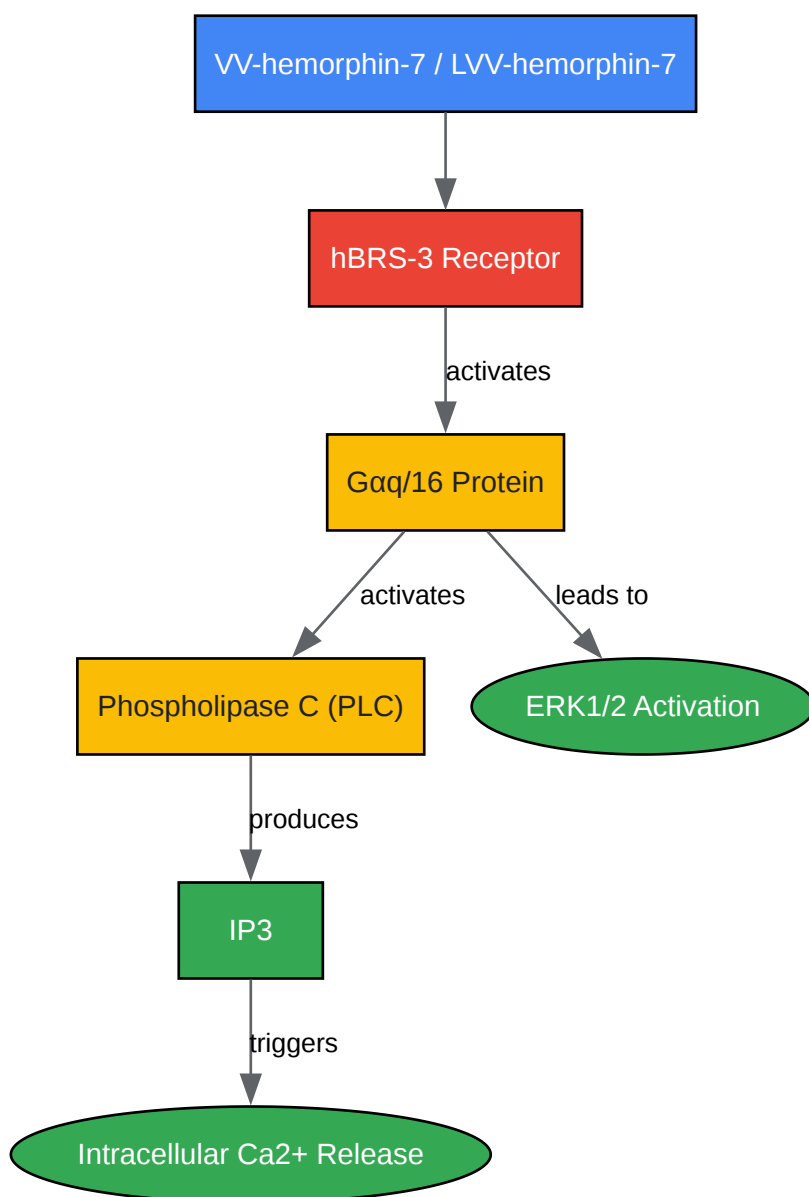 VV-hemorphin-7 / LVV-hemorphin-7
hBRS-3 Receptor
activates
Gαq/16 Protein
activates
leads to
Phospholipase C (PLC)
ERK1/2 Activation
produces
IP3
triggers
Intracellular Ca2+ Release